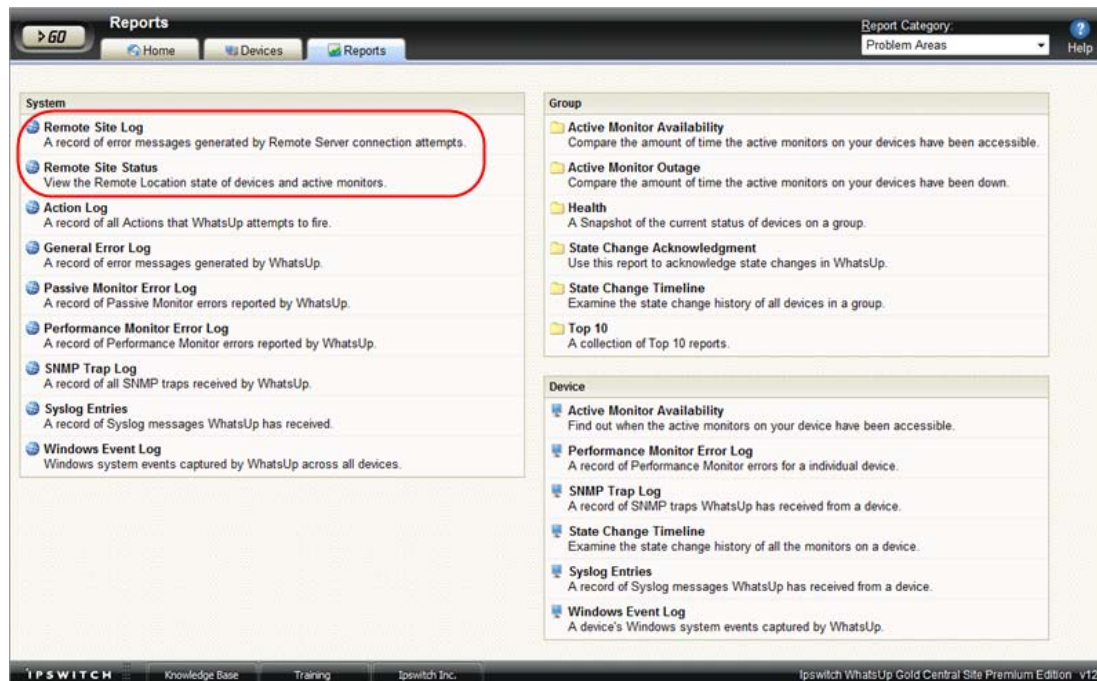 > GO
Reports
Home
Devices
Reports
Report Category:
Problem Areas
Help
System
Remote Site Log
A record of error messages generated by Remote Server connection attempts.
Remote Site Status
View the Remote Location state of devices and active monitors.
Action Log
A record of all Actions that WhatsUp attempts to fire.
General Error Log
A record of error messages generated by WhatsUp.
Passive Monitor Error Log
A record of Passive Monitor errors reported by WhatsUp.
Performance Monitor Error Log
A record of Performance Monitor errors reported by WhatsUp.
SNMP Trap Log
A record of all SNMP traps received by WhatsUp.
Syslog Entries
A record of Syslog messages WhatsUp has received.
Windows Event Log
Windows system events captured by WhatsUp across all devices.
Group
Active Monitor Availability
Compare the amount of time the active monitors on your devices have been accessible.
Active Monitor Outage
Compare the amount of time the active monitors on your devices have been down.
Health
A Snapshot of the current status of devices on a group.
State Change Acknowledgment
Use this report to acknowledge state changes in WhatsUp.
State Change Timeline
Examine the state change history of all devices in a group.
Top 10
A collection of Top 10 reports.
Device
Active Monitor Availability
Find out when the active monitors on your device have been accessible.
Performance Monitor Error Log
A record of Performance Monitor errors for a individual device.
SNMP Trap Log
A record of SNMP traps WhatsUp has received from a device.
State Change Timeline
Examine the state change history of all the monitors on a device.
Syslog Entries
A record of Syslog messages WhatsUp has received from a device.
Windows Event Log
A device's Windows system events captured by WhatsUp.
IPSWITCH
Knowledge Base
Training
Ipswitch Inc.
Ipswitch WhatsUp Gold Central Site Premium Edition v12